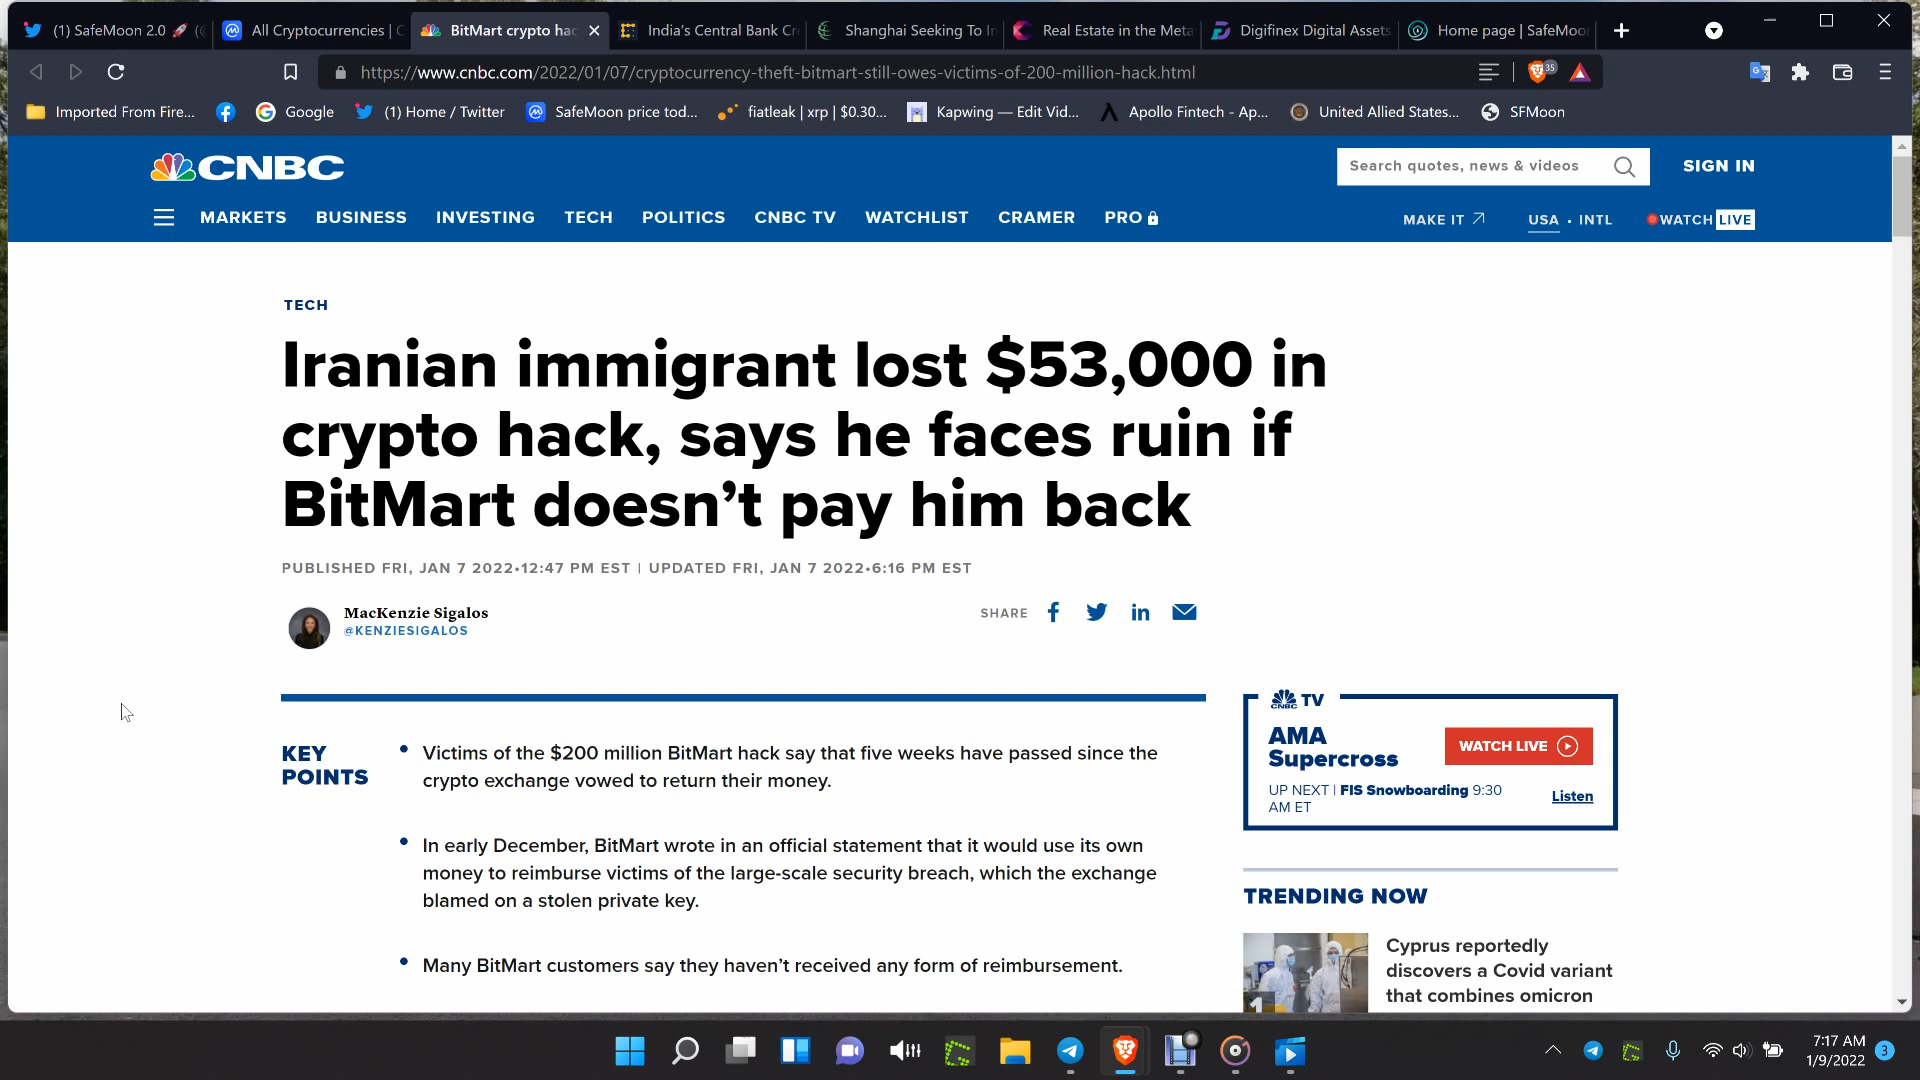 (1) SafeMoon 2.0 🚀 (
All Cryptocurrencies | C
BitMart crypto hac
India's Central Bank Cr
Shanghai Seeking To In
Real Estate in the Meta
Digifinex Digital Assets
Home page | SafeMoon
https://www.cnbc.com/2022/01/07/cryptocurrency-theft-bitmart-still-owes-victims-of-200-million-hack.html
35
Imported From Fire...
Google
(1) Home / Twitter
SafeMoon price tod...
fiatleak | xrp | $0.30...
Kapwing — Edit Vid...
Apollo Fintech - Ap...
United Allied States...
SFMoon
CNBC
Search quotes, news & videos
SIGN IN
MARKETS BUSINESS INVESTING TECH POLITICS CNBC TV WATCHLIST CRAMER PRO
MAKE IT
USA • INTL
WATCH LIVE
TECH
Iranian immigrant lost $53,000 in
crypto hack, says he faces ruin if
BitMart doesn’t pay him back
PUBLISHED FRI, JAN 7 2022•12:47 PM EST | UPDATED FRI, JAN 7 2022•6:16 PM EST
MacKenzie Sigalos
@KENZIESIGALOS
SHARE
KEY
POINTS
• Victims of the $200 million BitMart hack say that five weeks have passed since the
crypto exchange vowed to return their money.
• In early December, BitMart wrote in an official statement that it would use its own
money to reimburse victims of the large-scale security breach, which the exchange
blamed on a stolen private key.
• Many BitMart customers say they haven’t received any form of reimbursement.
CNBC TV
AMA
Supercross
WATCH LIVE
UP NEXT | FIS Snowboarding 9:30
AM ET
Listen
TRENDING NOW
1
Cyprus reportedly
discovers a Covid variant
that combines omicron
7:17 AM
1/9/2022
3